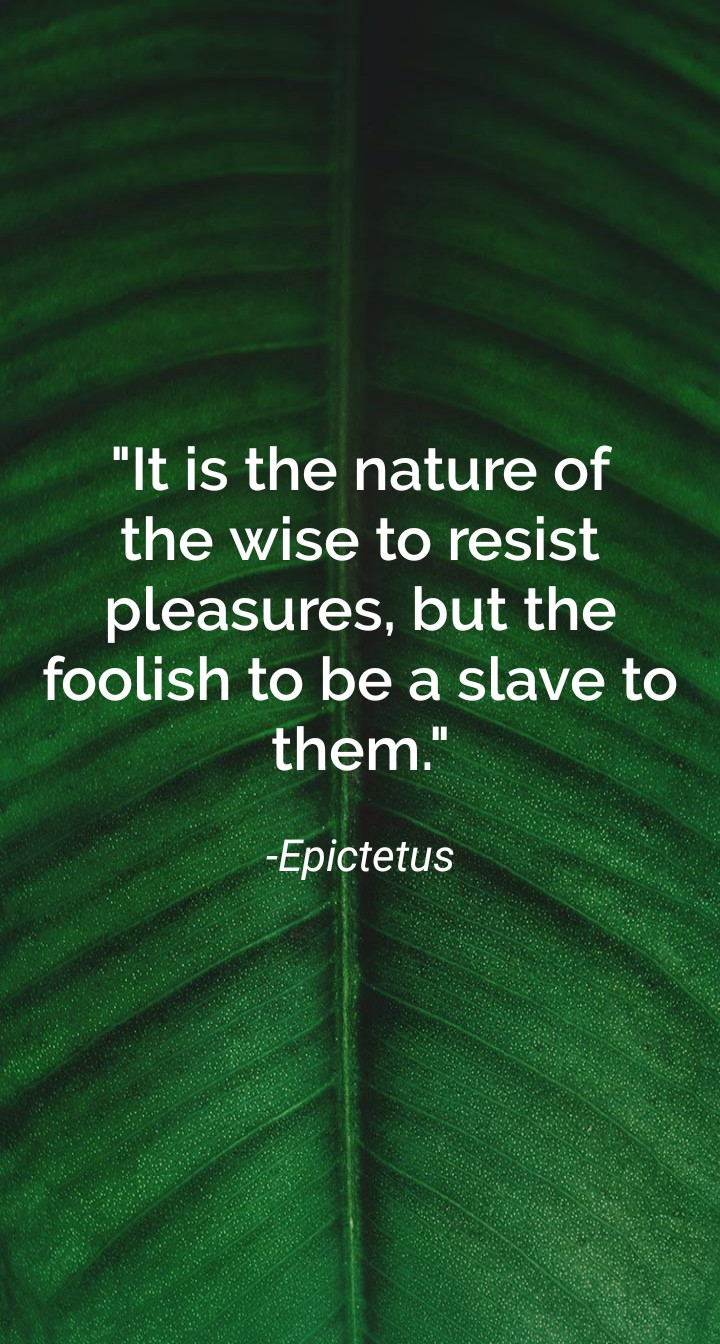 "It is the nature of
the wise to resist
pleasures, but the
foolish to be a slave to
them."
-Epictetus